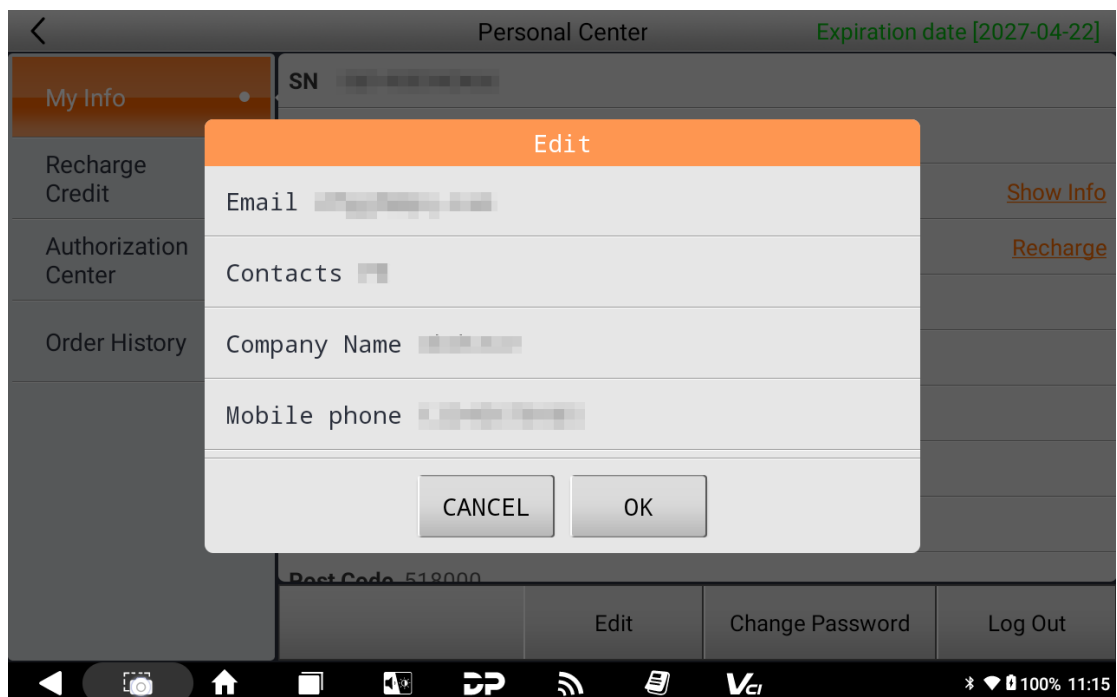 Personal Center
Expiration date [2027-04-22]
My Info
SN
Edit
Recharge
Credit
Email
Show Info
Authorization
Center
Contacts
Recharge
Order History
Company Name
Mobile phone
CANCEL
OK
Post Code 518000
Edit
Change Password
Log Out
DP
VCI
100% 11:15